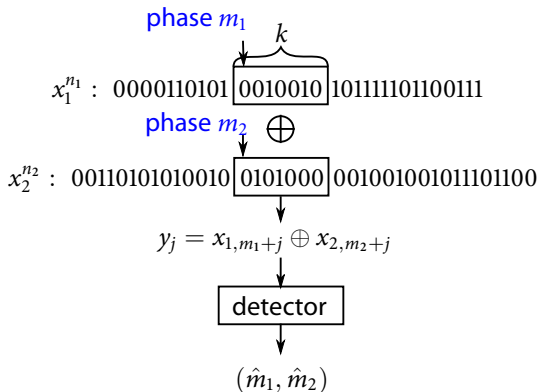 phase m₁
k
x₁^{n₁} : 0000110101 0010010 101111101100111
phase m₂ ⊕
x₂^{n₂} : 00110101010010 0101000 001001001011101100
y_j = x_{1,m₁+j} ⊕ x_{2,m₂+j}
detector
(m̂₁, m̂₂)